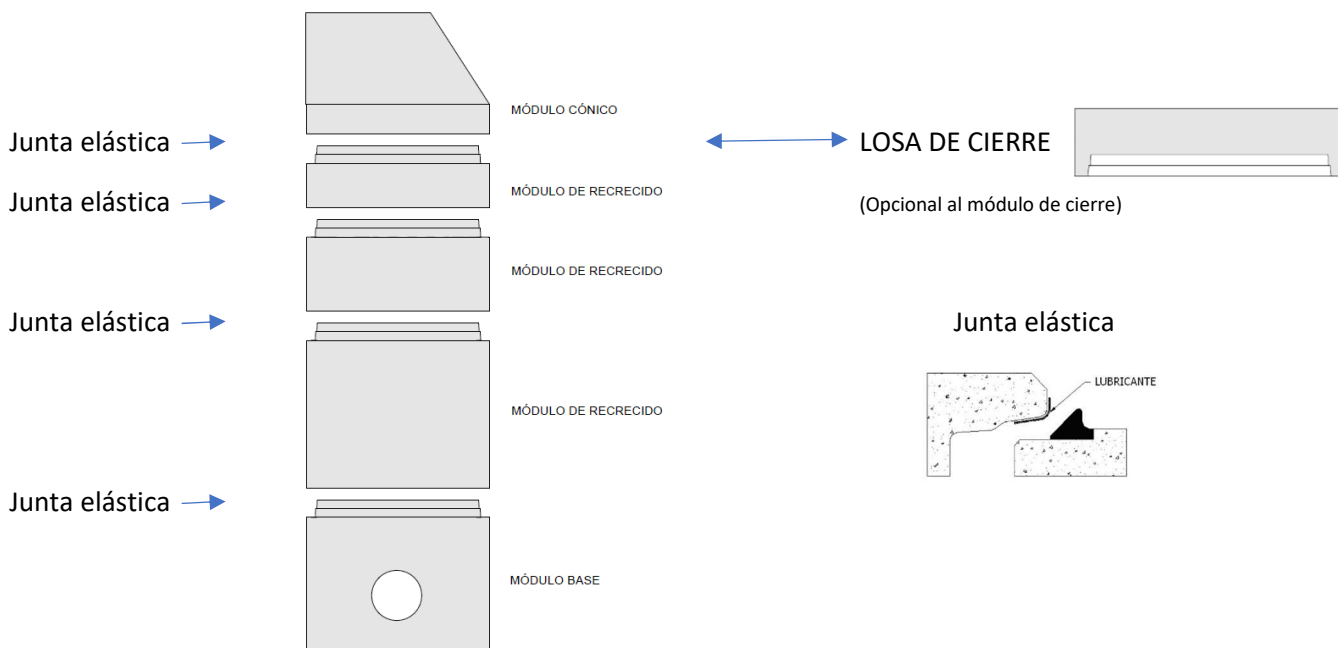 MÓDULO CÓNICO
Junta elástica
LOSA DE CIERRE
Junta elástica
MÓDULO DE RECRECIDO
(Opcional al módulo de cierre)
MÓDULO DE RECRECIDO
Junta elástica
Junta elástica
LUBRICANTE
MÓDULO DE RECRECIDO
Junta elástica
MÓDULO BASE